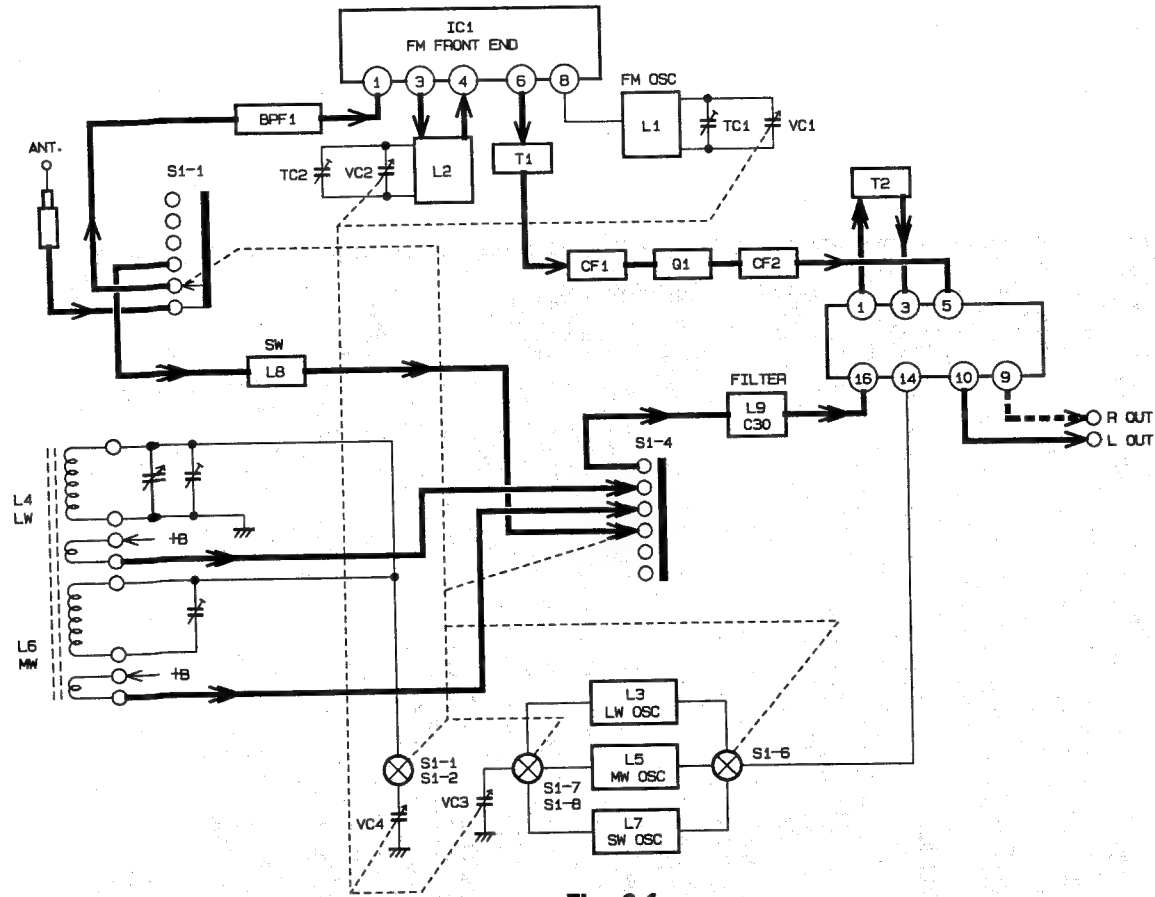 IC1
FM FRONT END
1 3 4 6 8
FM OSC
BPF1
L1
TC1
VC1
ANT.
S1-1
TC2
VC2
L2
T1
T2
CF1
Q1
CF2
1 3 5
SW
L8
16 14 10 9
FILTER
L9
C30
R OUT
L OUT
S1-4
L4
LW
+B
L6
MW
+B
L3
LW OSC
S1-1
S1-2
L5
MW OSC
S1-6
S1-7
S1-8
VC3
VC4
L7
SW OSC